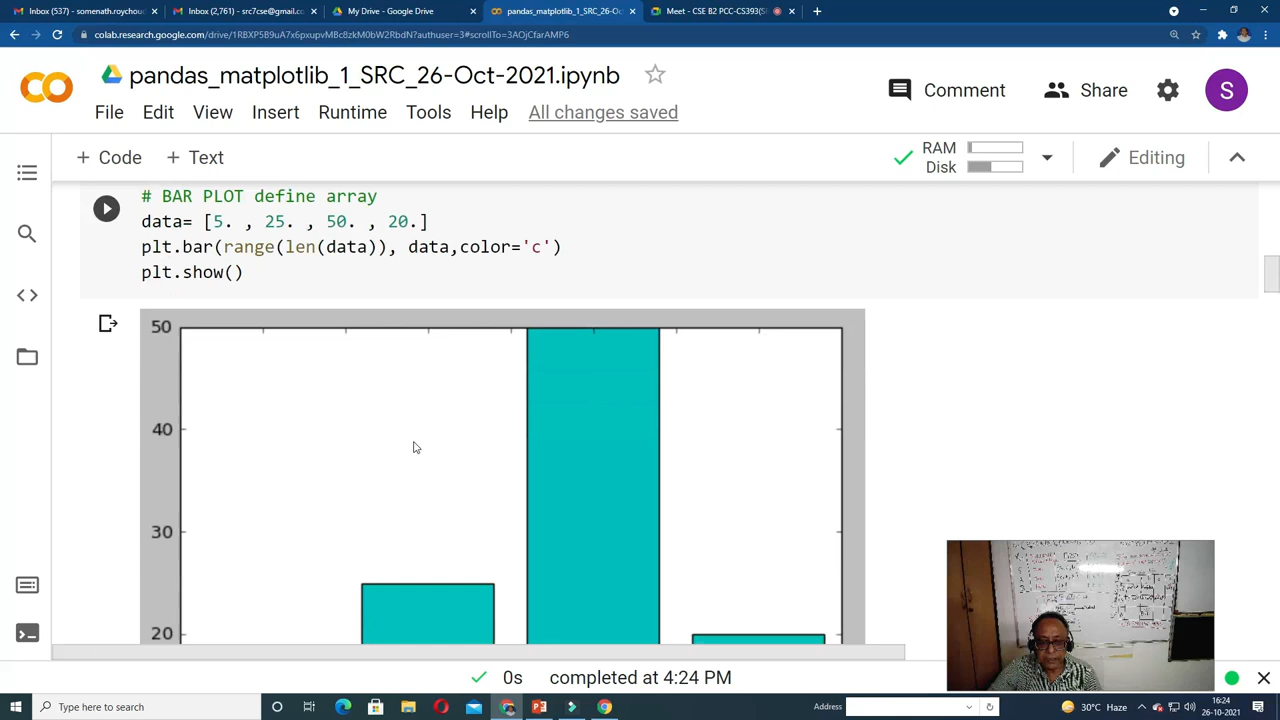 Inbox (537) - somenath.roychou
Inbox (2,761) - src7cse@gmail.co
My Drive - Google Drive
pandas_matplotlib_1_SRC_26-Oc
Meet - CSE B2 PCC-CS393(S
colab.research.google.com/drive/1RBXP5B9uA7x6pxupvMBc8zkM0bW2RbdN?authuser=3#scrollTo=3AOjCfarAMP6
pandas_matplotlib_1_SRC_26-Oct-2021.ipynb
Comment
Share
S
File Edit View Insert Runtime Tools Help All changes saved
+ Code + Text
RAM
Disk
Editing
# BAR PLOT define array
data= [5. , 25. , 50. , 20.]
plt.bar(range(len(data)), data,color='c')
plt.show()
50
40
30
20
0s completed at 4:24 PM
Type here to search
Address
30°C Haze
ENG
16:24
26-10-2021